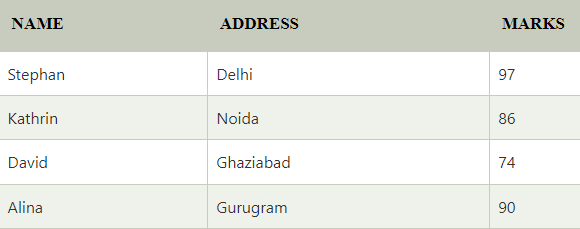 NAME ADDRESS MARKS
Stephan Delhi 97
Kathrin Noida 86
David Ghaziabad 74
Alina Gurugram 90